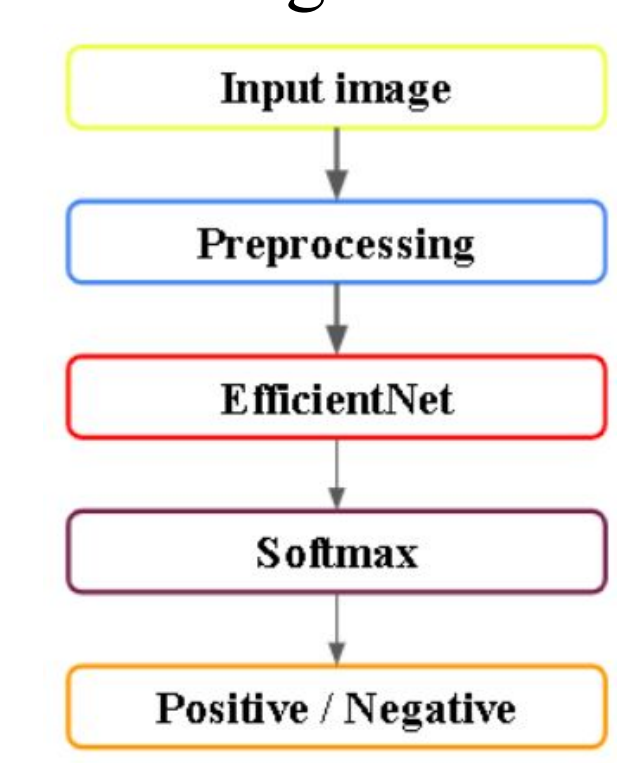 Input image
Preprocessing
EfficientNet
Softmax
Positive / Negative